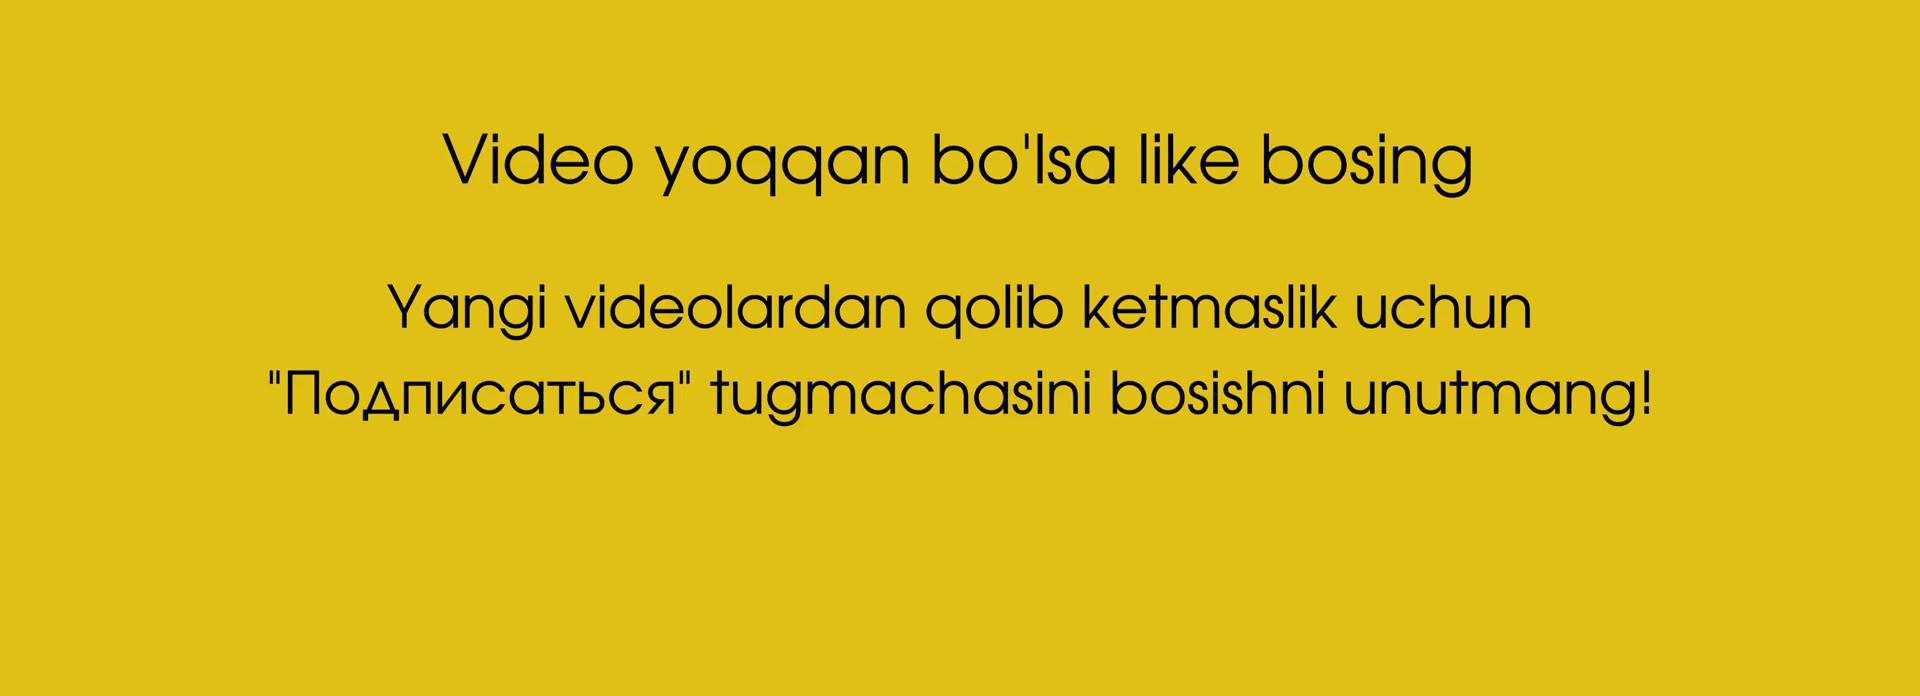 Video yoqqan bo'lsa like bosing
Yangi videolardan qolib ketmaslik uchun
"Подписаться" tugmachasini bosishni unutmang!